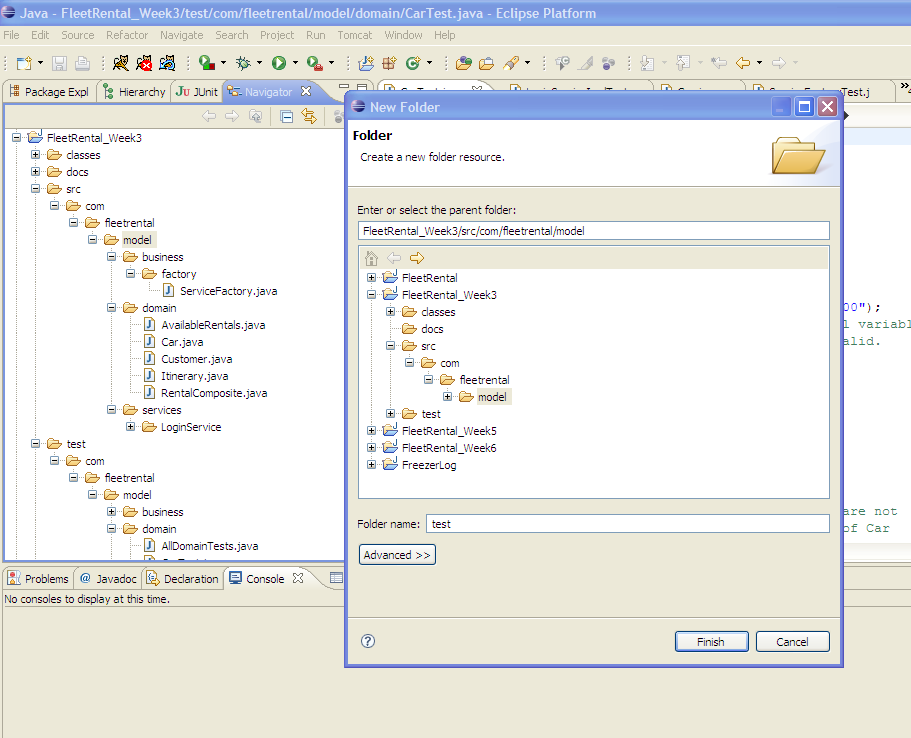 Java - FleetRental_Week3/test/com/fleetrental/model/domain/CarTest.java - Eclipse Platform
File Edit Source Refactor Navigate Search Project Run Tomcat Window Help
Package Expl Hierarchy JUnit Navigator
FleetRental_Week3
classes
docs
src
com
fleetrental
model
business
factory
ServiceFactory.java
domain
AvailableRentals.java
Car.java
Customer.java
Itinerary.java
RentalComposite.java
services
LoginService
test
com
fleetrental
model
business
domain
AllDomainTests.java
New Folder
Folder
Create a new folder resource.
Enter or select the parent folder:
FleetRental_Week3/src/com/fleetrental/model
FleetRental
FleetRental_Week3
classes
docs
src
com
fleetrental
model
test
FleetRental_Week5
FleetRental_Week6
FreezerLog
Folder name: test
Advanced >>
Finish Cancel
00");
l variabl
alid.
are not
of Car
Problems @ Javadoc Declaration Console
No consoles to display at this time.